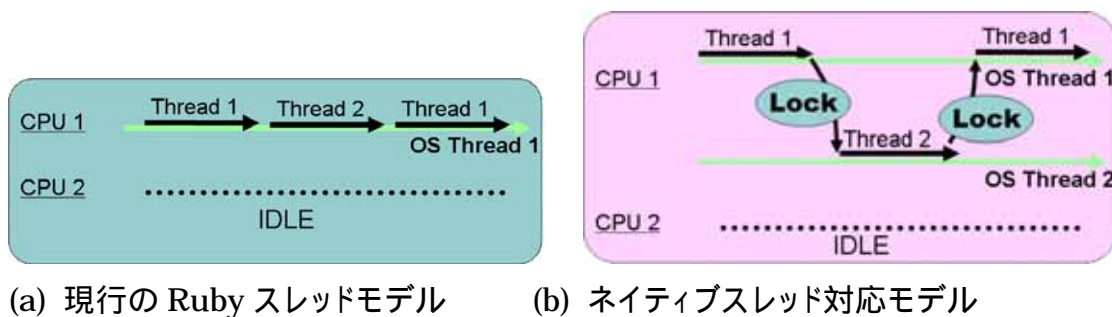 CPU 1
Thread 1
Thread 2
Thread 1
OS Thread 1
CPU 2
IDLE
(a) 現行の Ruby スレッドモデル
CPU 1
Thread 1
Thread 1
OS Thread 1
Lock
Lock
Thread 2
OS Thread 2
CPU 2
IDLE
(b) ネイティブスレッド対応モデル